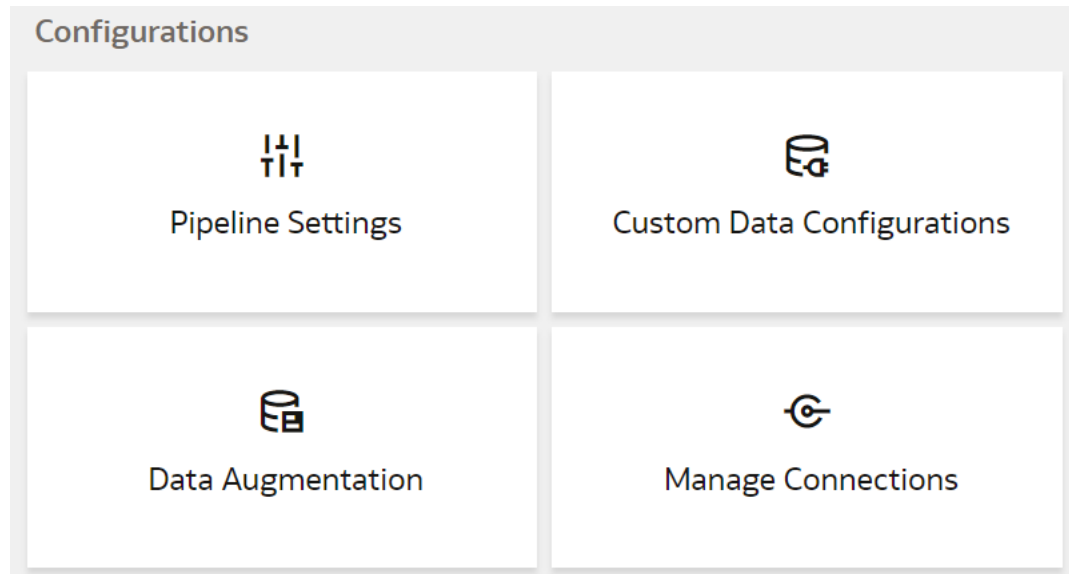 Configurations
Pipeline Settings
Custom Data Configurations
Data Augmentation
Manage Connections